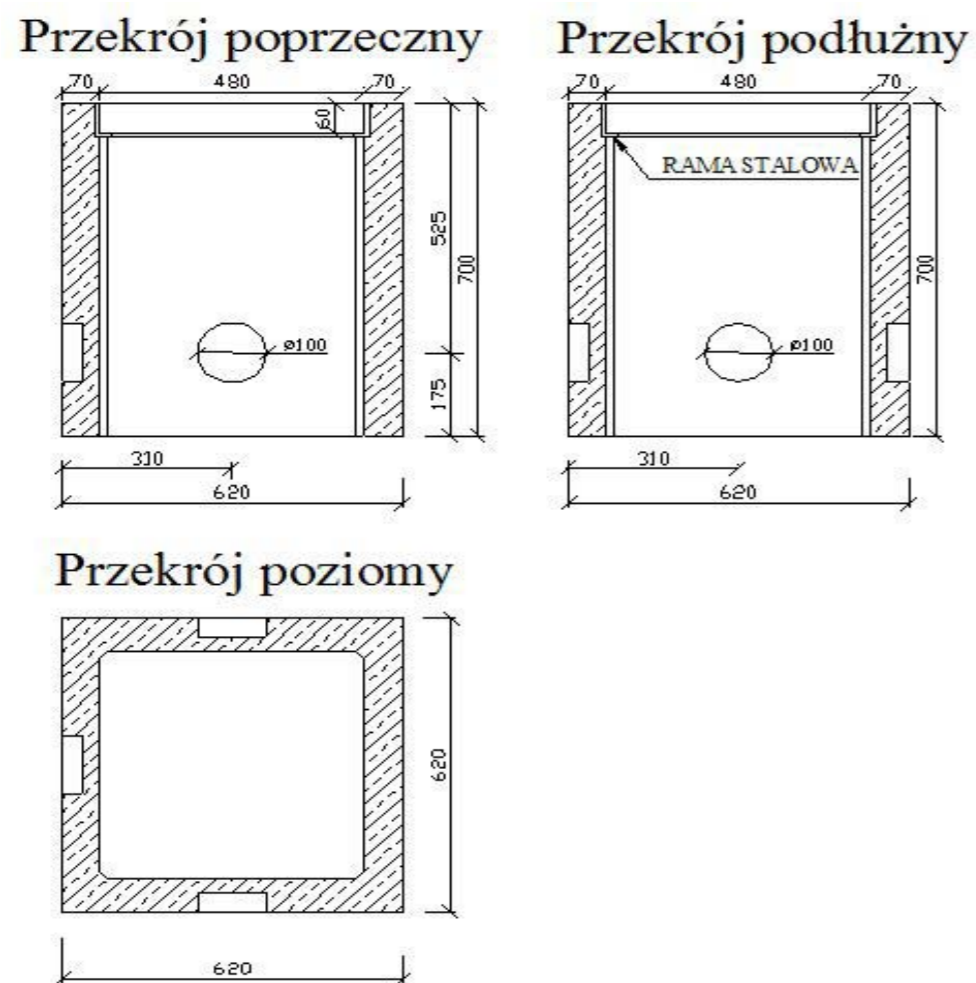 Przekrój poprzeczny
70 480 70
60
525
700
ø100
175
310
620
Przekrój podłużny
70 480 70
RAMA STALOWA
700
ø100
310
620
Przekrój poziomy
620
620